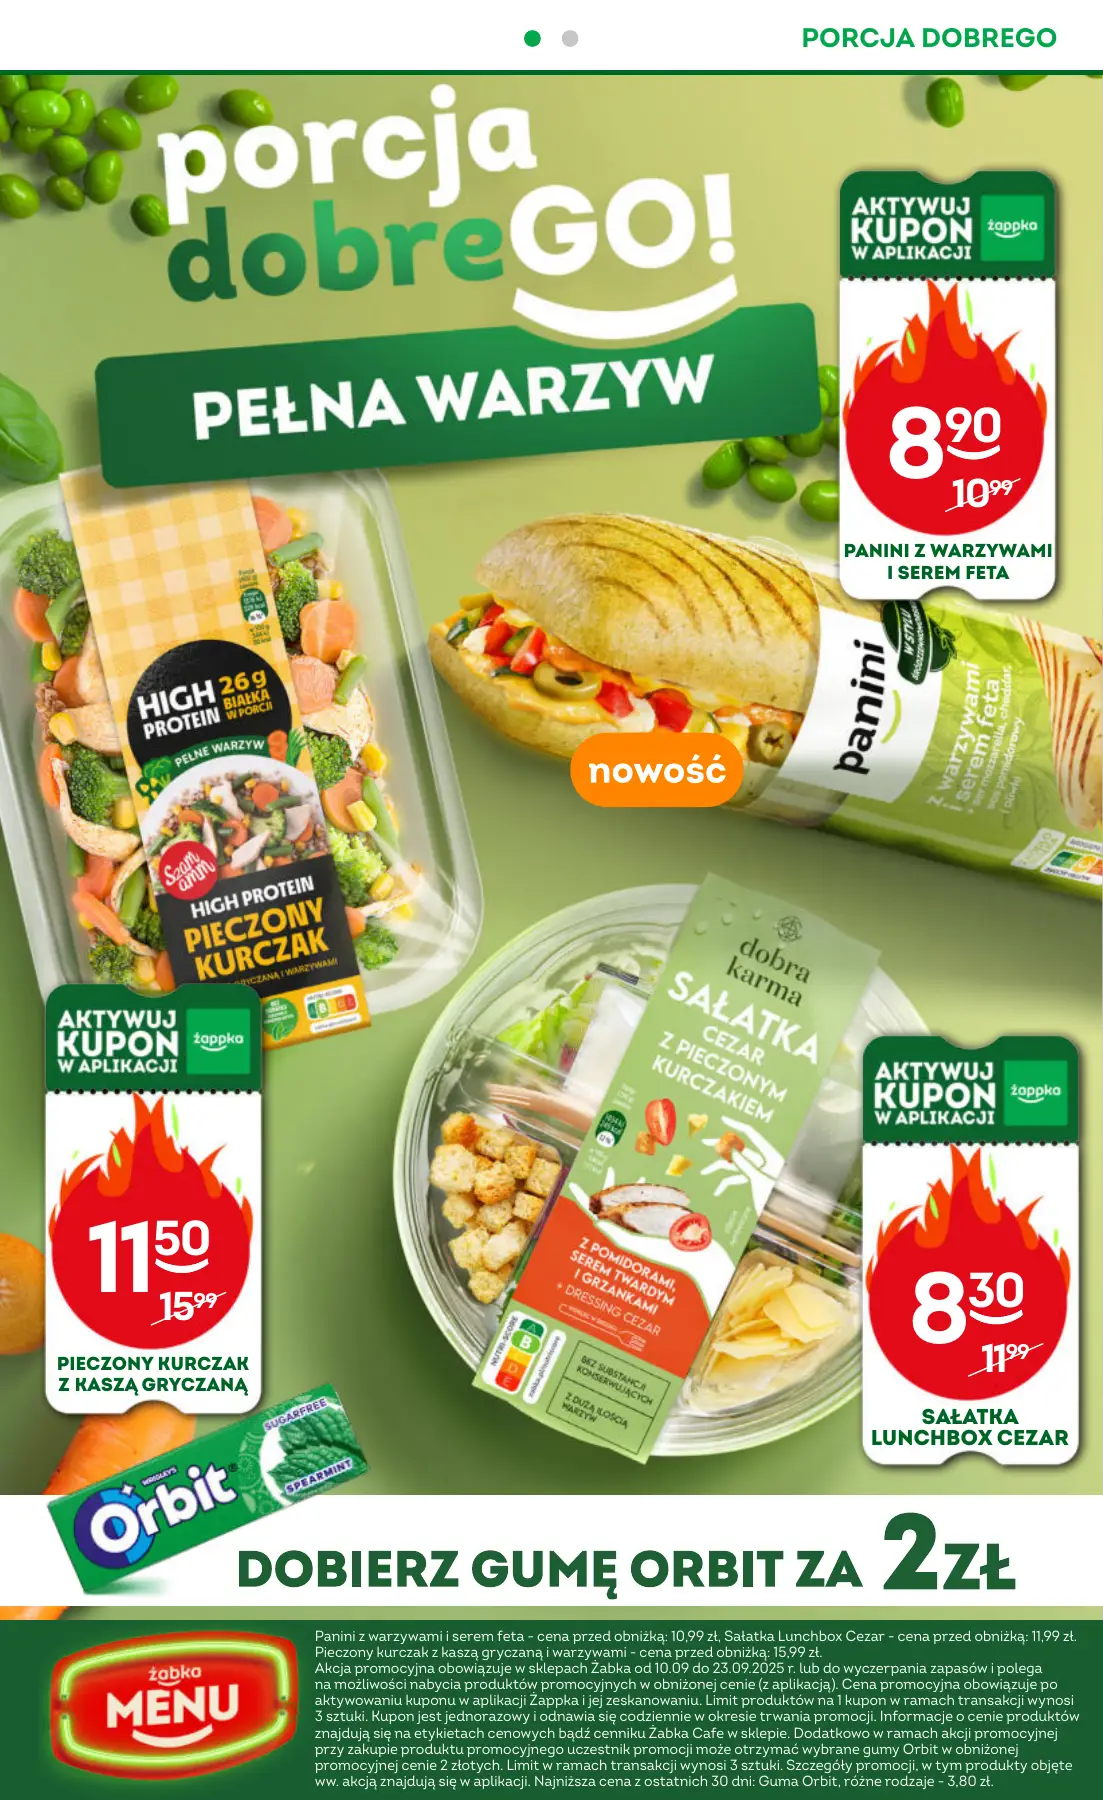 PORCJA DOBREGO
porcja
dobreGO!
PEŁNA WARZYW
AKTYWUJ
KUPON
W APLIKACJI
żappka
8 90
10 99
PANINI Z WARZYWAMI
I SEREM FETA
HIGH
PROTEIN
26 g
BIAŁKA
W PORCJI
PEŁNE WARZYW
Szam
amm
HIGH PROTEIN
PIECZONY
KURCZAK
panini
W STYLU
z warzywami
i serem feta
nowość
dobra
karma
SAŁATKA
CEZAR
Z PIECZONYM
KURCZAKIEM
Z POMIDORAMI,
SEREM TWARDYM
I GRZANKAMI
+ DRESSING CEZAR
NUTRI-SCORE
BEZ SUBSTANCJI
KONSERWUJĄCYCH
Z DUŻĄ ILOŚCIĄ
WARZYW
AKTYWUJ
KUPON
W APLIKACJI
żappka
11 50
15 99
PIECZONY KURCZAK
Z KASZĄ GRYCZANĄ
AKTYWUJ
KUPON
W APLIKACJI
żappka
8 30
11 99
SAŁATKA
LUNCHBOX CEZAR
WRIGLEY'S
Orbit
SUGARFREE
SPEARMINT
DOBIERZ GUMĘ ORBIT ZA 2ZŁ
żabka
MENU
Panini z warzywami i serem feta - cena przed obniżką: 10,99 zł, Sałatka Lunchbox Cezar - cena przed obniżką: 11,99 zł.
Pieczony kurczak z kaszą gryczaną i warzywami - cena przed obniżką: 15,99 zł.
Akcja promocyjna obowiązuje w sklepach Żabka od 10.09 do 23.09.2025 r. lub do wyczerpania zapasów i polega
na możliwości nabycia produktów promocyjnych w obniżonej cenie (z aplikacją). Cena promocyjna obowiązuje po
aktywowaniu kuponu w aplikacji Żappka i jej zeskanowaniu. Limit produktów na 1 kupon w ramach transakcji wynosi
3 sztuki. Kupon jest jednorazowy i odnawia się codziennie w okresie trwania promocji. Informacje o cenie produktów
znajdują się na etykietach cenowych bądź cenniku Żabka Cafe w sklepie. Dodatkowo w ramach akcji promocyjnej
przy zakupie produktu promocyjnego uczestnik promocji może otrzymać wybrane gumy Orbit w obniżonej
promocyjnej cenie 2 złotych. Limit w ramach transakcji wynosi 3 sztuki. Szczegóły promocji, w tym produkty objęte
ww. akcją znajdują się w aplikacji. Najniższa cena z ostatnich 30 dni: Guma Orbit, różne rodzaje - 3,80 zł.